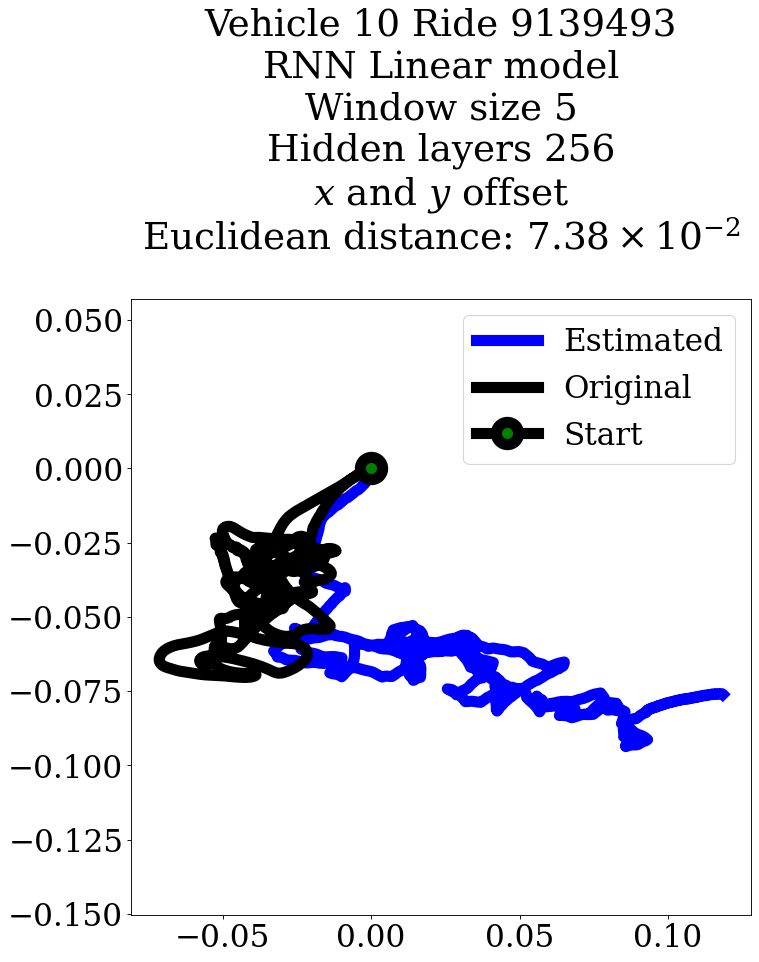 Vehicle 10 Ride 9139493
RNN Linear model
Window size 5
Hidden layers 256
x and y offset
Euclidean distance: 7.38 × 10⁻²
Estimated
Original
Start
0.050
0.025
0.000
−0.025
−0.050
−0.075
−0.100
−0.125
−0.150
−0.05 0.00 0.05 0.10